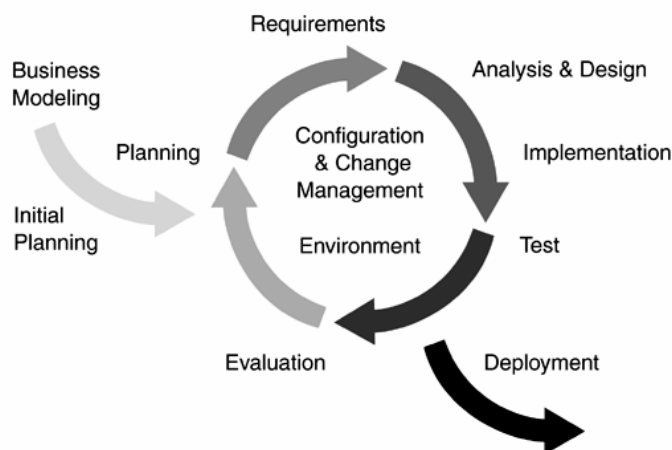 Requirements
Business
Modeling
Analysis & Design
Planning
Configuration
& Change
Management
Implementation
Initial
Planning
Environment
Test
Evaluation
Deployment